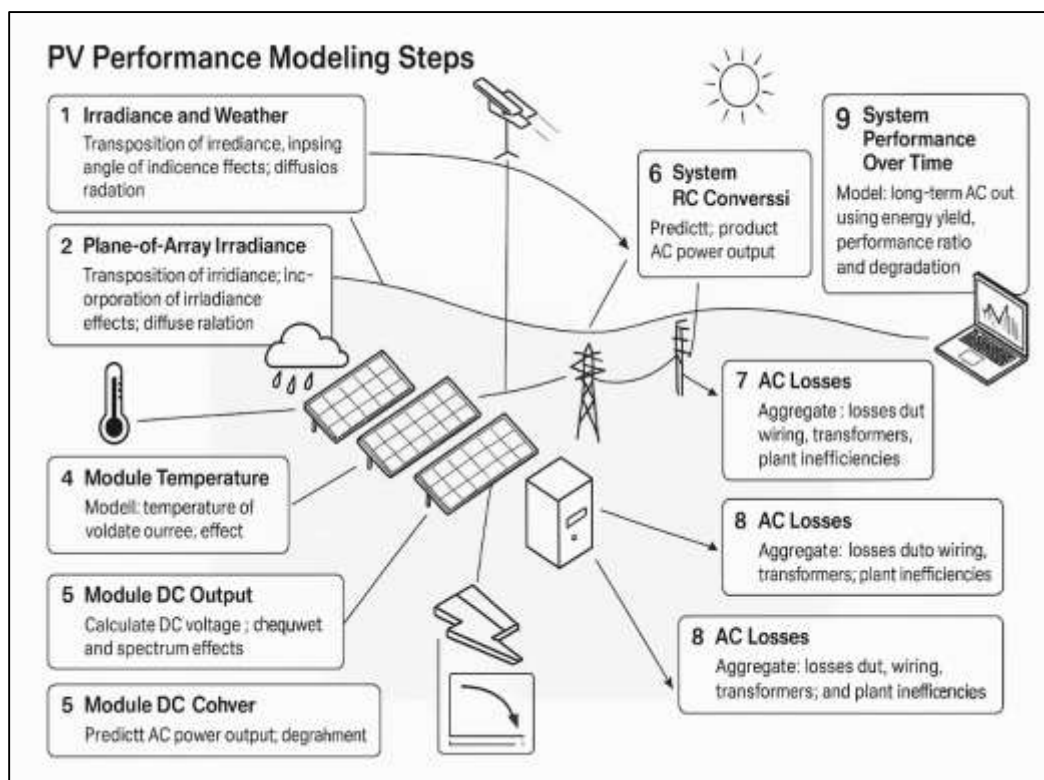 PV Performance Modeling Steps
1 Irradiance and Weather
Transposition of irrediance, inpsing
angle of indicence ffects; diffusios
radation
2 Plane-of-Array Irradiance
Transposition of irridiance; inc-
orporation of irrladiance
effects; diffuse ralation
4 Module Temperature
Modell: temperature of
voldate ourree, effect
5 Module DC Output
Calculate DC voltage ; chequwet
and spectrum effects
5 Module DC Cohver
Predictt AC power output; degrahment
6 System
RC Converssi
Predictt; product
AC power output
9 System
Performance
Over Time
Model: long-term AC out
using energy yield,
performance ratio
and degradation
7 AC Losses
Aggregate : losses dut
wiring, transformers,
plant inefficiencies
8 AC Losses
Aggregate: losses duto wiring,
transformers; plant inefficiencies
8 AC Losses
Aggregate: losses dut, wiring,
transformers; and plant inefficencies